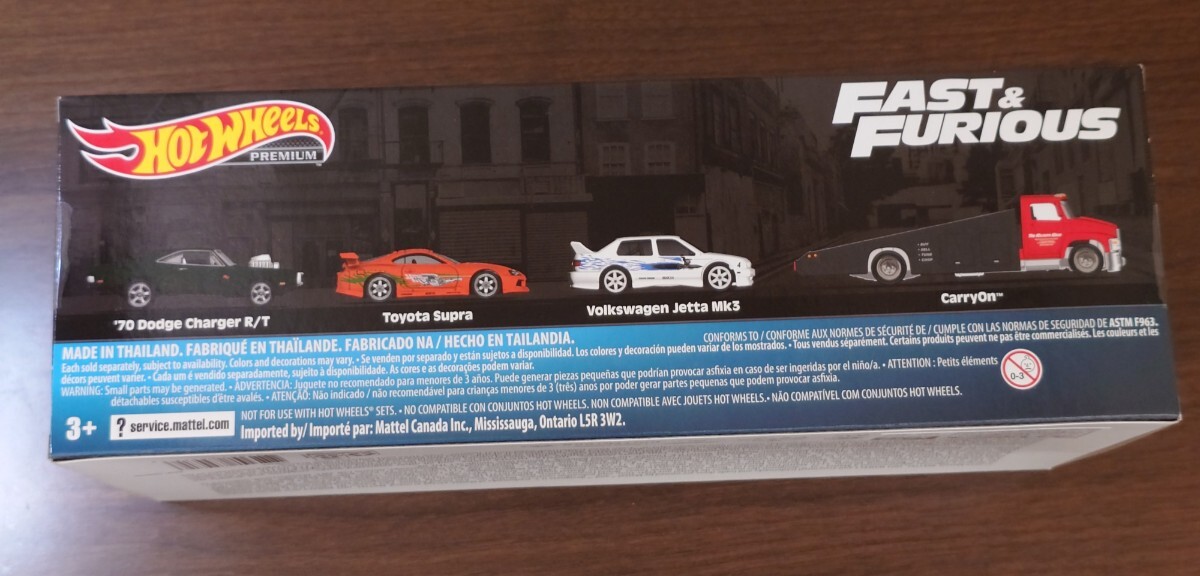 HOT WHEELS
PREMIUM
FAST & FURIOUS
'70 Dodge Charger R/T
Toyota Supra
Volkswagen Jetta Mk3
CarryOn™
MADE IN THAILAND. FABRIQUÉ EN THAÏLANDE. FABRICADO NA / HECHO EN TAILANDIA.
CONFORMS TO / CONFORME AUX NORMES DE SÉCURITÉ DE / CUMPLE CON LAS NORMAS DE SEGURIDAD DE ASTM F963.
Each sold separately, subject to availability. Colors and decorations may vary. • Se venden por separado y están sujetos a disponibilidad. Los colores y decoración pueden variar de los mostrados. • Tous vendus séparément. Certains produits peuvent ne pas être commercialisés. Les couleurs et les
décors peuvent varier. • Cada um é vendido separadamente, sujeito à disponibilidade. As cores e as decorações podem variar.
WARNING: Small parts may be generated. • ADVERTENCIA: Juguete no recomendado para menores de 3 años. Puede generar piezas pequeñas que podrían provocar asfixia en caso de ser ingeridas por el niño/a. • ATTENTION : Petits éléments
détachables susceptibles d'être avalés. • ATENÇÃO: Não indicado / não recomendável para crianças menores de 3 (três) anos por poder gerar partes pequenas que podem provocar asfixia.
0-3
3+
? service.mattel.com
NOT FOR USE WITH HOT WHEELS® SETS. • NO COMPATIBLE CON CONJUNTOS HOT WHEELS. NON COMPATIBLE AVEC JOUETS HOT WHEELS. • NÃO COMPATÍVEL COM CONJUNTOS HOT WHEELS.
Imported by/ Importé par: Mattel Canada Inc., Mississauga, Ontario L5R 3W2.